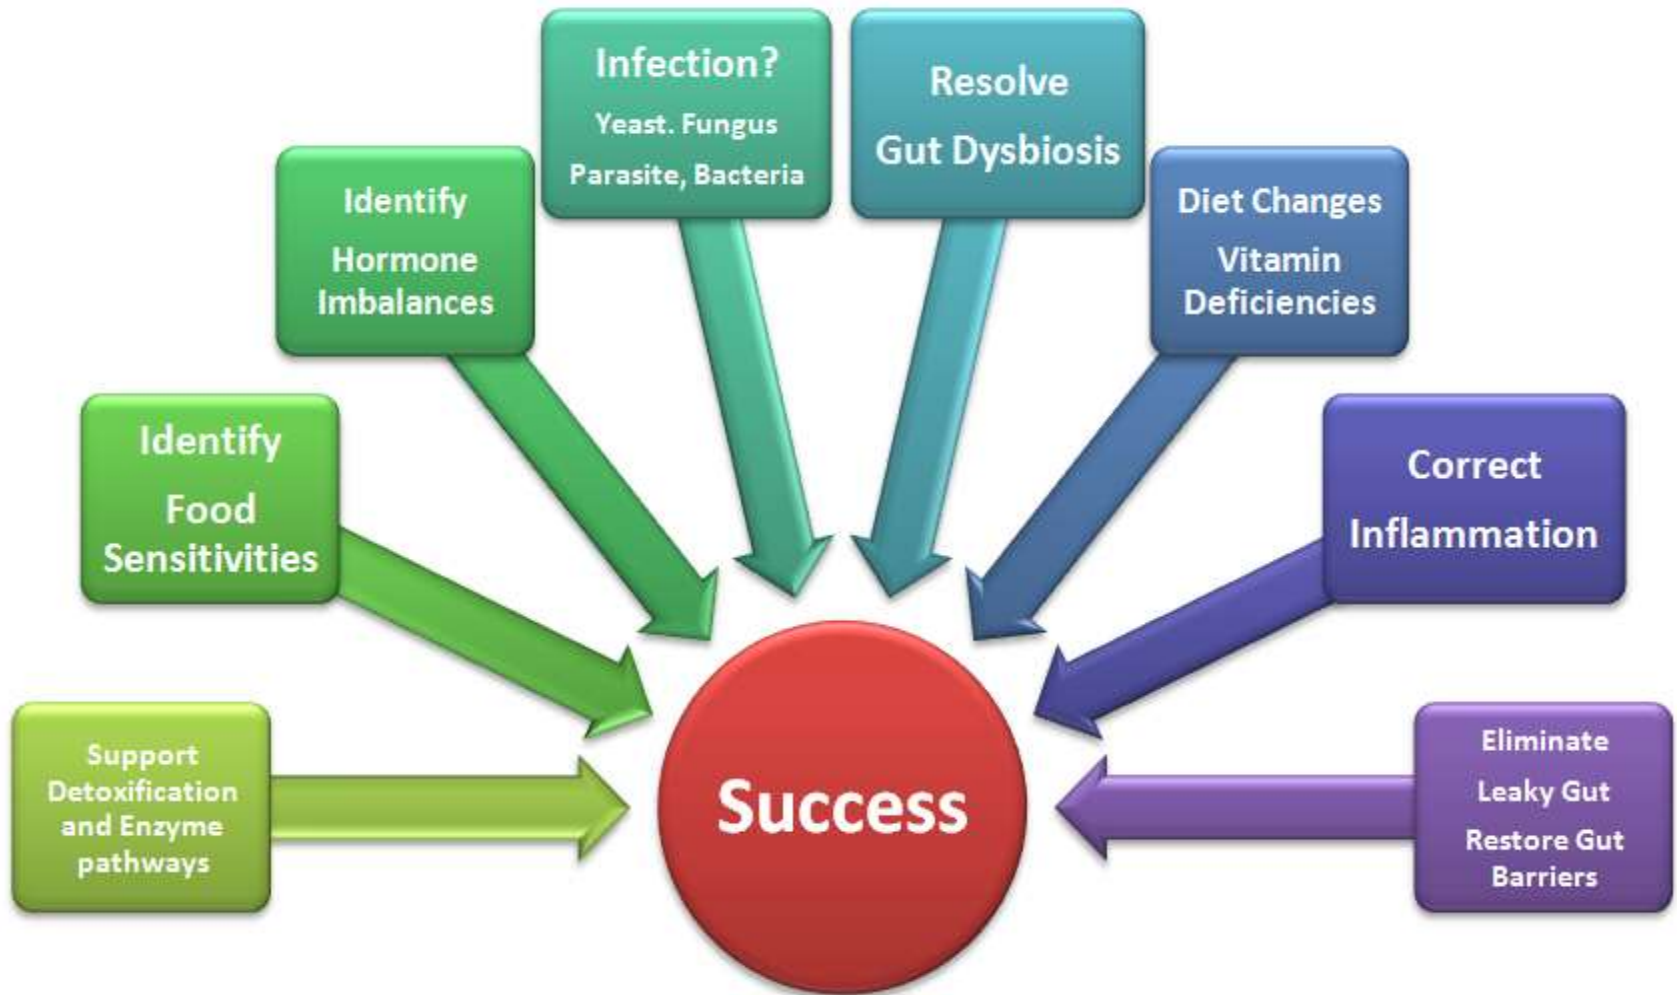 Support
Detoxification
and Enzyme
pathways
Identify
Food
Sensitivities
Identify
Hormone
Imbalances
Infection?
Yeast. Fungus
Parasite, Bacteria
Resolve
Gut Dysbiosis
Diet Changes
Vitamin
Deficiencies
Correct
Inflammation
Eliminate
Leaky Gut
Restore Gut
Barriers
Success